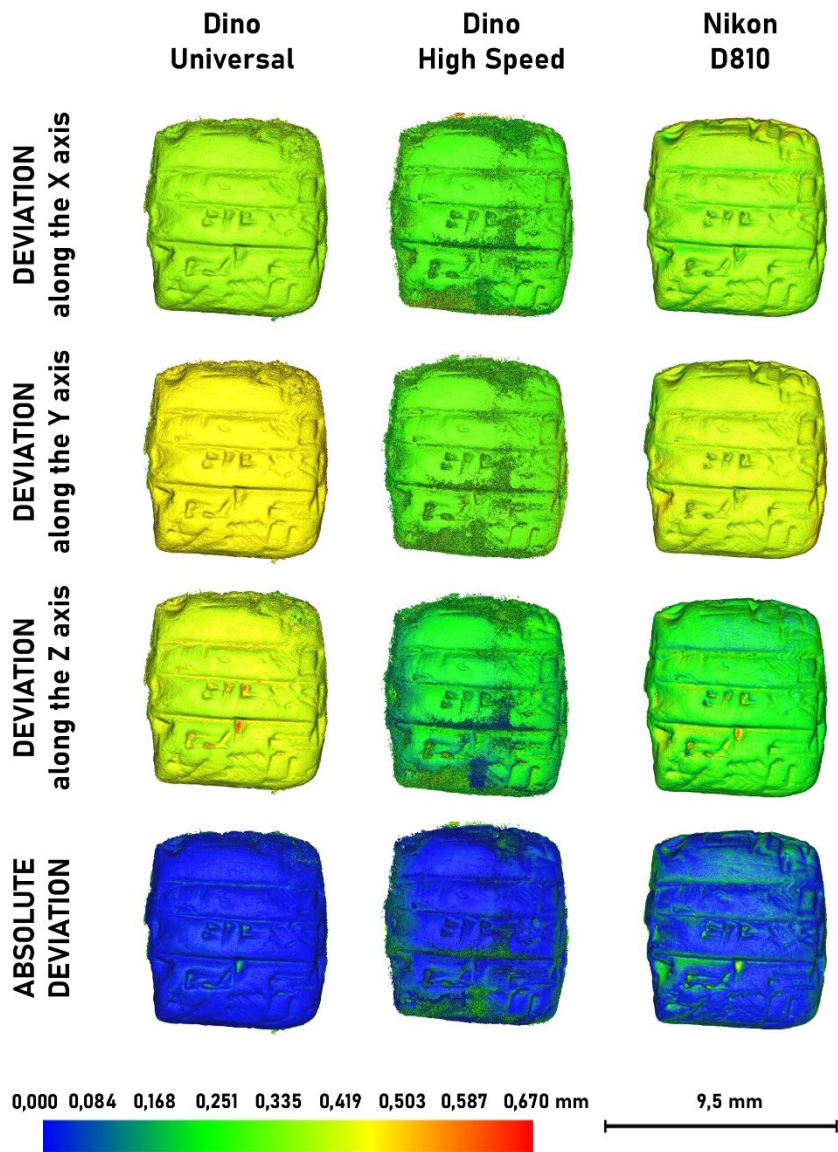 Dino Universal
Dino High Speed
Nikon D810
DEVIATION along the X axis
DEVIATION along the Y axis
DEVIATION along the Z axis
ABSOLUTE DEVIATION
0,000 0,084 0,168 0,251 0,335 0,419 0,503 0,587 0,670 mm
9,5 mm